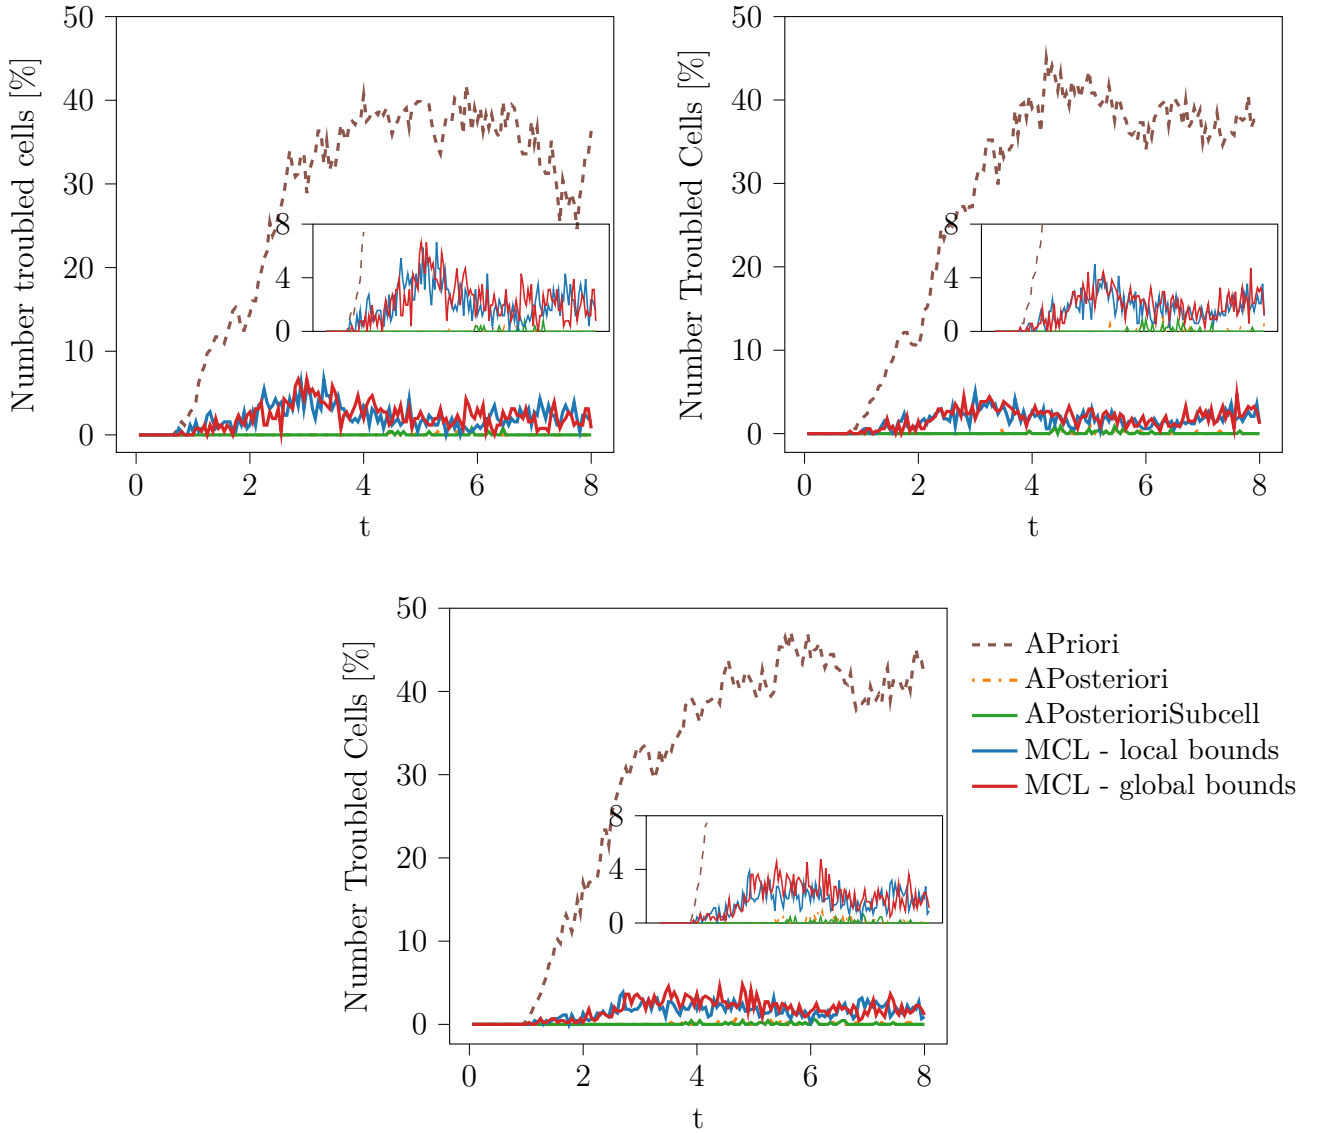 Number troubled cells [%]
50
40
30
20
10
0
8
4
0
0 2 4 6 8
t
Number Troubled Cells [%]
50
40
30
20
10
0
8
4
0
0 2 4 6 8
t
Number Troubled Cells [%]
50
40
30
20
10
0
8
4
0
0 2 4 6 8
t
APriori
APosteriori
APosterioriSubcell
MCL - local bounds
MCL - global bounds